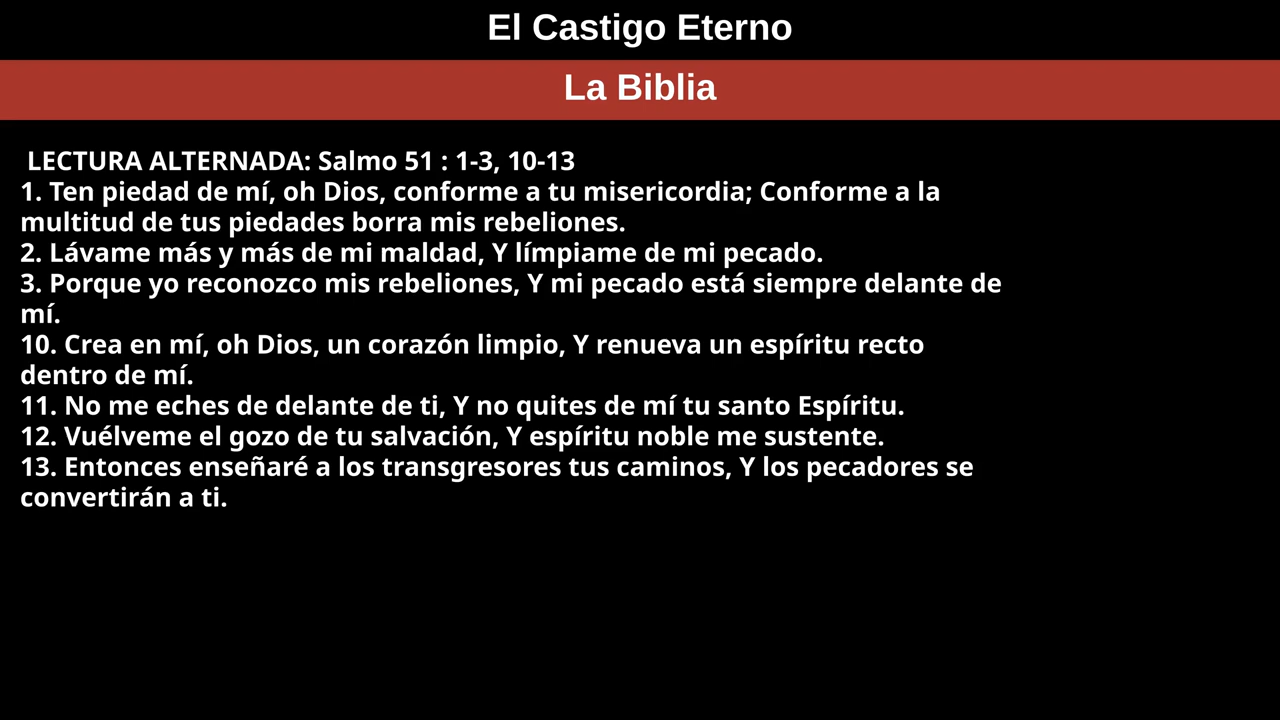 El Castigo Eterno
La Biblia
LECTURA ALTERNADA: Salmo 51 : 1-3, 10-13
1. Ten piedad de mí, oh Dios, conforme a tu misericordia; Conforme a la
multitud de tus piedades borra mis rebeliones.
2. Lávame más y más de mi maldad, Y límpiame de mi pecado.
3. Porque yo reconozco mis rebeliones, Y mi pecado está siempre delante de
mí.
10. Crea en mí, oh Dios, un corazón limpio, Y renueva un espíritu recto
dentro de mí.
11. No me eches de delante de ti, Y no quites de mí tu santo Espíritu.
12. Vuélveme el gozo de tu salvación, Y espíritu noble me sustente.
13. Entonces enseñaré a los transgresores tus caminos, Y los pecadores se
convertirán a ti.